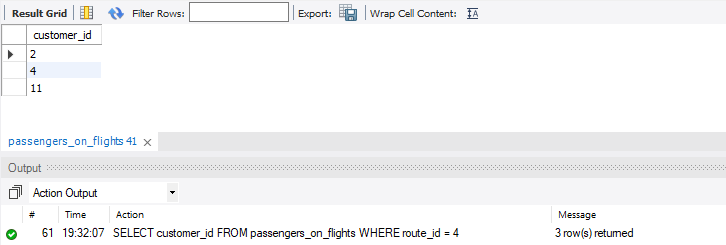 Result Grid Filter Rows: Export: Wrap Cell Content:
customer_id
2
4
11
passengers_on_flights 41
Output
Action Output
# Time Action Message
61 19:32:07 SELECT customer_id FROM passengers_on_flights WHERE route_id = 4 3 row(s) returned